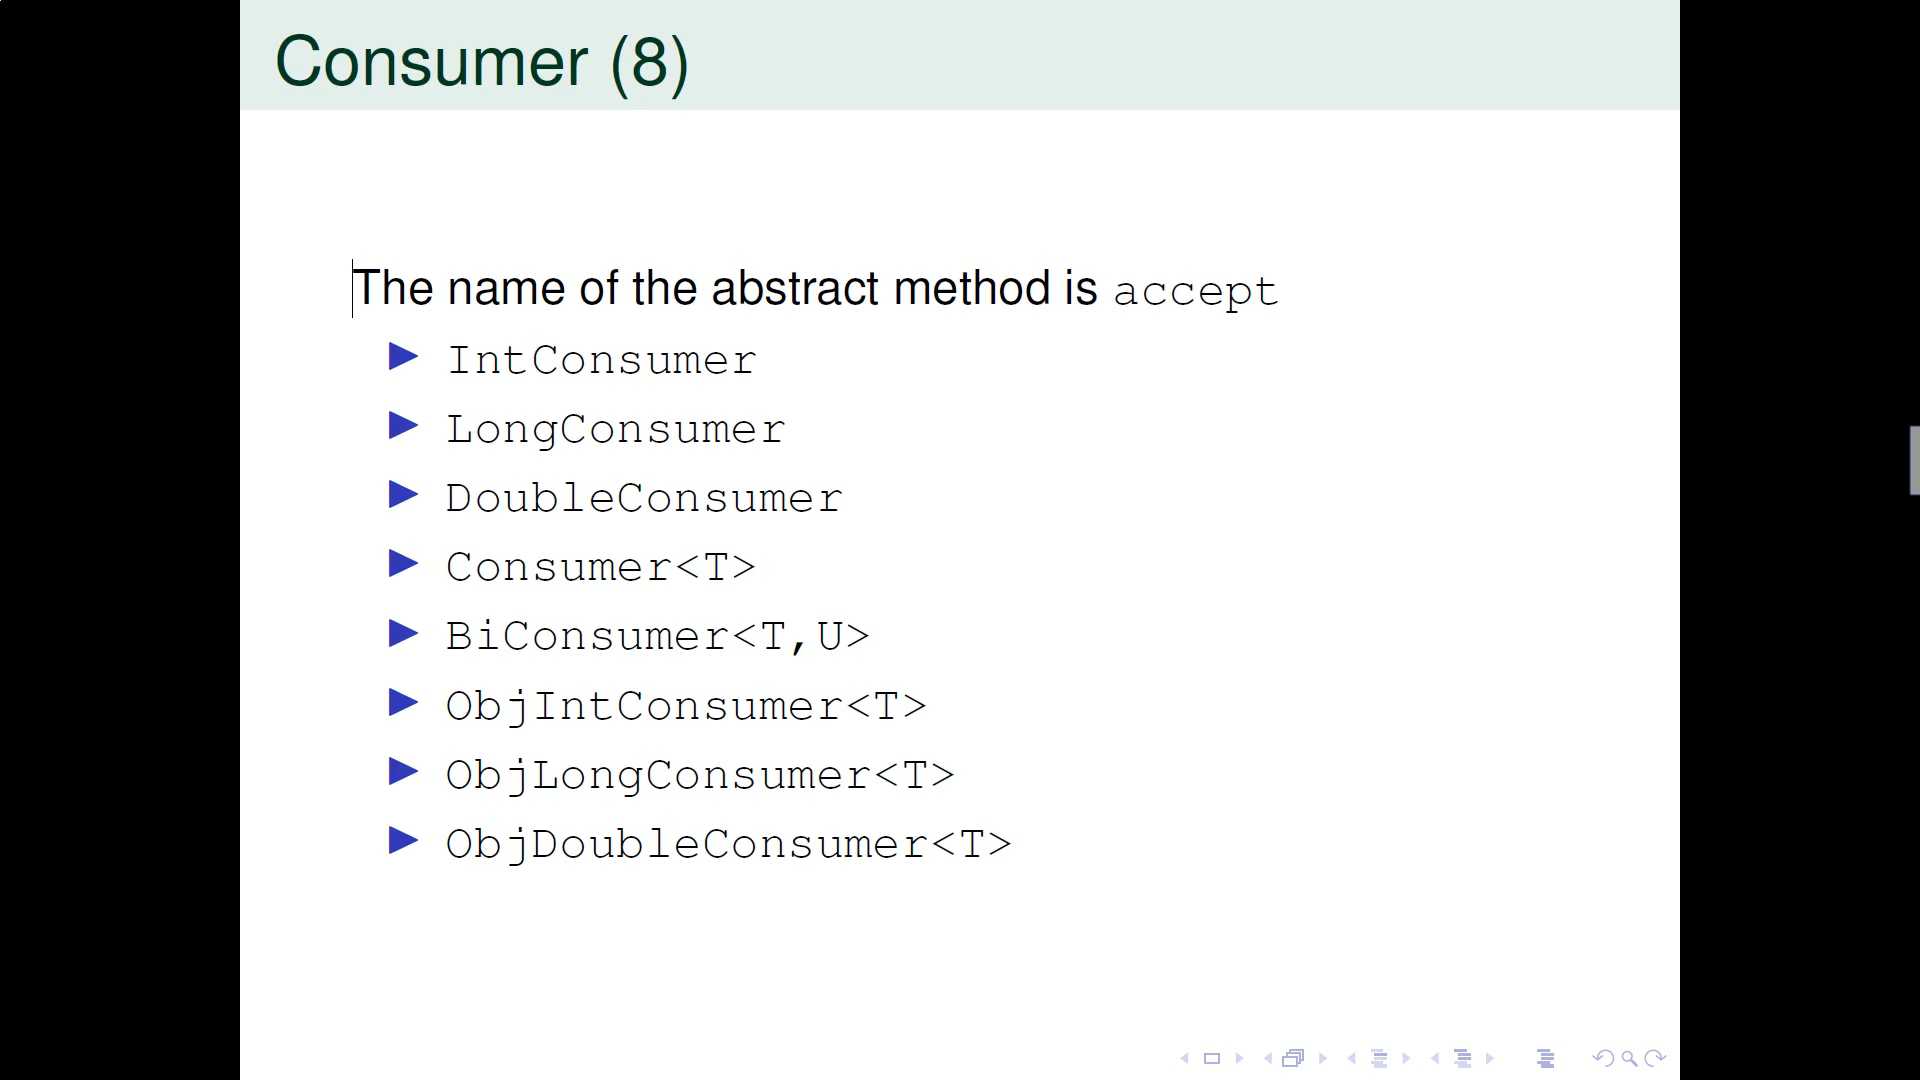 Consumer (8)
The name of the abstract method is accept
IntConsumer
LongConsumer
DoubleConsumer
Consumer<T>
BiConsumer<T,U>
ObjIntConsumer<T>
ObjLongConsumer<T>
ObjDoubleConsumer<T>